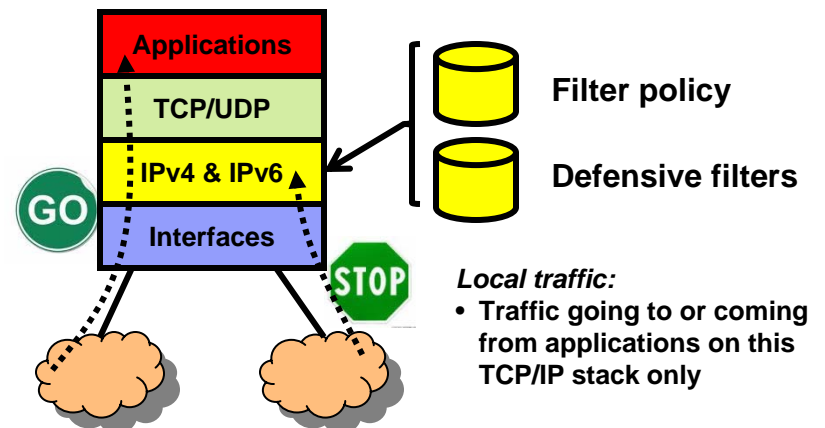 Applications
TCP/UDP
IPv4 & IPv6
Interfaces
GO
STOP
Filter policy
Defensive filters
Local traffic:
• Traffic going to or coming
from applications on this
TCP/IP stack only